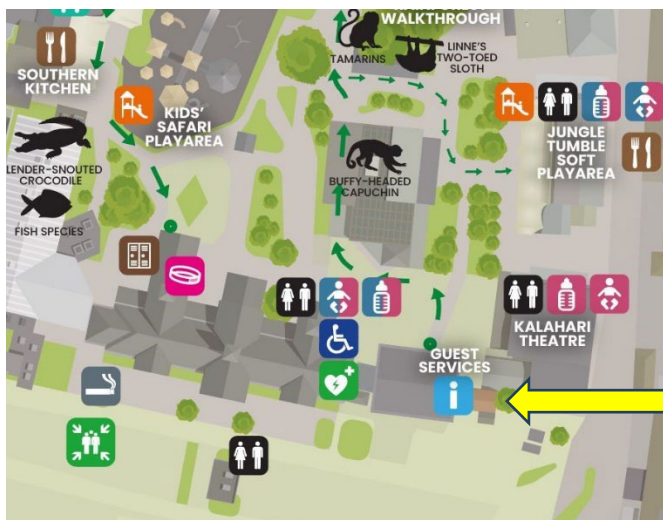 WALKTHROUGH
TAMARINS
LINNE'S
TWO-TOED
SLOTH
SOUTHERN
KITCHEN
KIDS'
SAFARI
PLAYAREA
JUNGLE
TUMBLE
SOFT
PLAYAREA
LENDER-SNOUTED
CROCODILE
BUFFY-HEADED
CAPUCHIN
FISH SPECIES
KALAHARI
THEATRE
GUEST
SERVICES
i